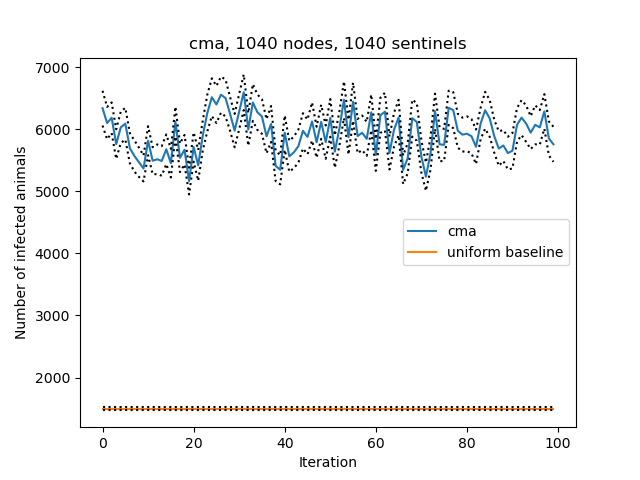 cma, 1040 nodes, 1040 sentinels
7000
6000
5000
4000
3000
2000
Number of infected animals
cma
uniform baseline
0 20 40 60 80 100
Iteration